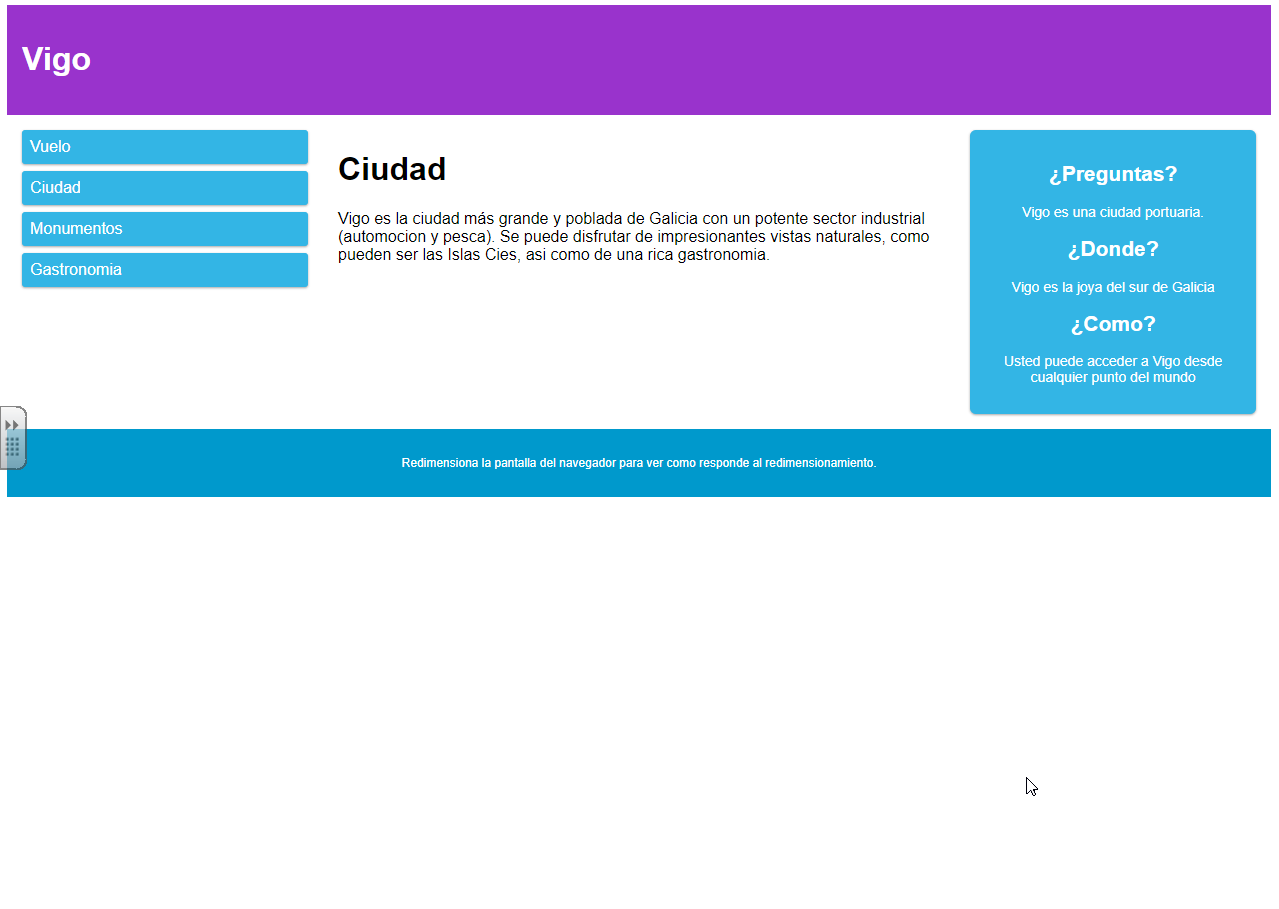 Vigo
Vuelo
Ciudad
Monumentos
Gastronomia
Ciudad
Vigo es la ciudad más grande y poblada de Galicia con un potente sector industrial
(automocion y pesca). Se puede disfrutar de impresionantes vistas naturales, como
pueden ser las Islas Cies, asi como de una rica gastronomia.
¿Preguntas?
Vigo es una ciudad portuaria.
¿Donde?
Vigo es la joya del sur de Galicia
¿Como?
Usted puede acceder a Vigo desde
cualquier punto del mundo
Redimensiona la pantalla del navegador para ver como responde al redimensionamiento.